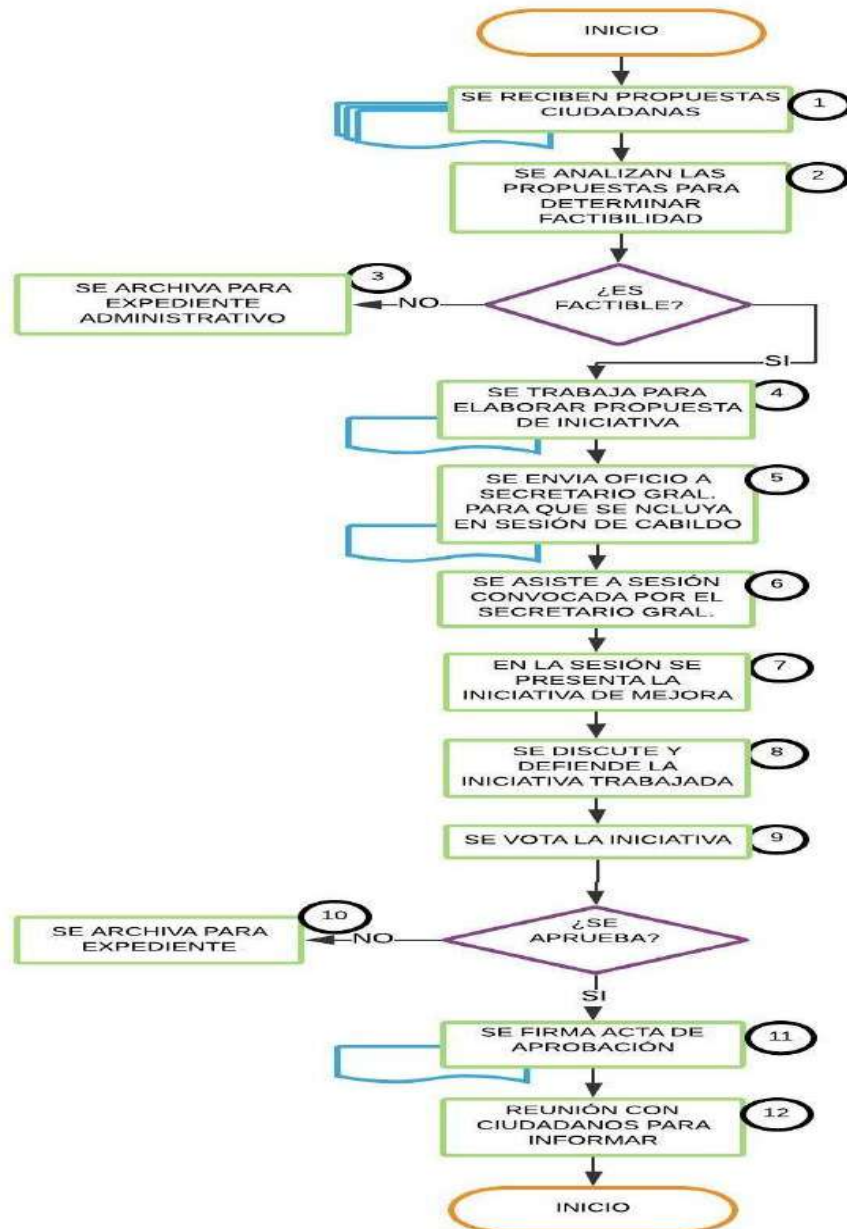 INICIO
SE RECIBEN PROPUESTAS
CIUDADANAS
1
SE ANALIZAN LAS
PROPUESTAS PARA
DETERMINAR
FACTIBILIDAD
2
¿ES
FACTIBLE?
NO
SE ARCHIVA PARA
EXPEDIENTE
ADMINISTRATIVO
3
SI
SE TRABAJA PARA
ELABORAR PROPUESTA
DE INICIATIVA
4
SE ENVIA OFICIO A
SECRETARIO GRAL.
PARA QUE SE NCLUYA
EN SESIÓN DE CABILDO
5
SE ASISTE A SESIÓN
CONVOCADA POR EL
SECRETARIO GRAL.
6
EN LA SESIÓN SE
PRESENTA LA
INICIATIVA DE MEJORA
7
SE DISCUTE Y
DEFIENDE LA
INICIATIVA TRABAJADA
8
SE VOTA LA INICIATIVA
9
¿SE
APRUEBA?
NO
SE ARCHIVA PARA
EXPEDIENTE
10
SI
SE FIRMA ACTA DE
APROBACIÓN
11
REUNIÓN CON
CIUDADANOS PARA
INFORMAR
12
INICIO